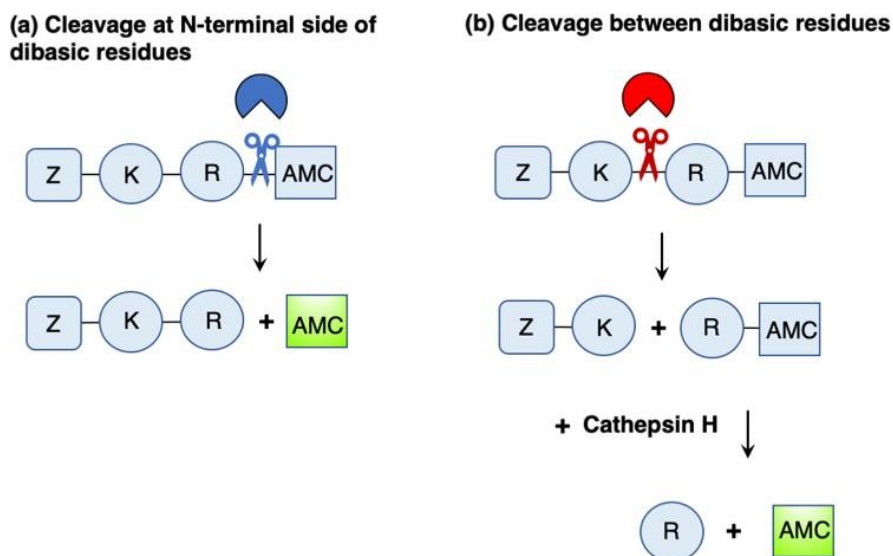 (a) Cleavage at N-terminal side of
dibasic residues
Z K R AMC
Z K R + AMC
(b) Cleavage between dibasic residues
Z K R AMC
Z K + R AMC
+ Cathepsin H
R + AMC